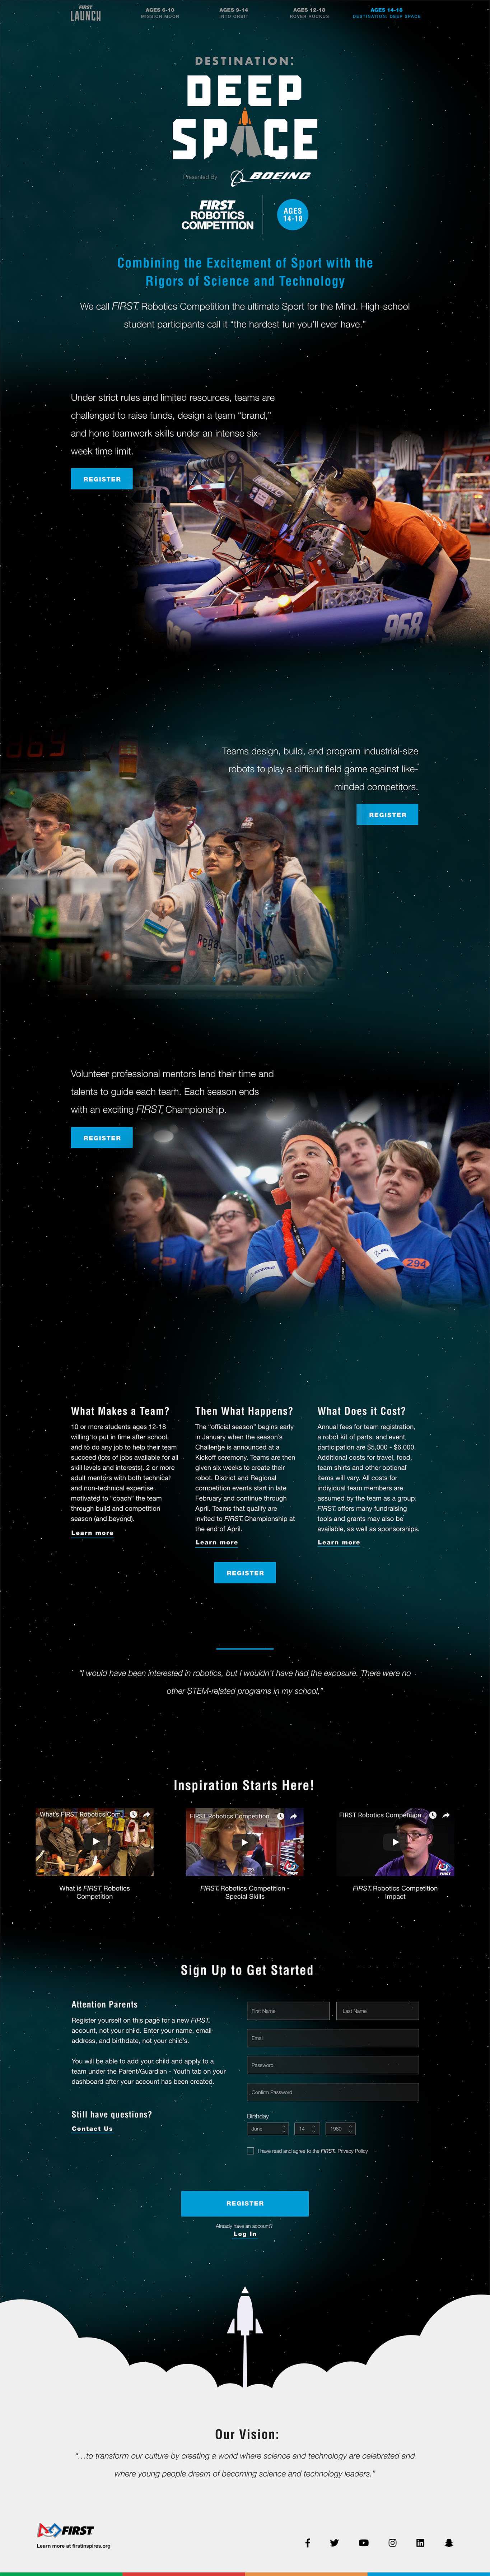 FIRST
LAUNCH
AGES 6-10
MISSION MOON
AGES 9-14
INTO ORBIT
AGES 12-18
ROVER RUCKUS
AGES 14-18
DESTINATION: DEEP SPACE
DESTINATION:
DEEP
SPACE
Presented By BOEING
FIRST
ROBOTICS
COMPETITION
AGES
14-18
Combining the Excitement of Sport with the
Rigors of Science and Technology
We call FIRST® Robotics Competition the ultimate Sport for the Mind. High-school
student participants call it “the hardest fun you’ll ever have.”
Under strict rules and limited resources, teams are
challenged to raise funds, design a team “brand,”
and hone teamwork skills under an intense six-
week time limit.
REGISTER
968
Teams design, build, and program industrial-size
robots to play a difficult field game against like-
minded competitors.
REGISTER
Volunteer professional mentors lend their time and
talents to guide each team. Each season ends
with an exciting FIRST® Championship.
REGISTER
294
What Makes a Team?
10 or more students ages 12-18
willing to put in time after school,
and to do any job to help their team
succeed (lots of jobs available for all
skill levels and interests). 2 or more
adult mentors with both technical
and non-technical expertise
motivated to “coach” the team
through build and competition
season (and beyond).
Learn more
Then What Happens?
The “official season” begins early
in January when the season’s
Challenge is announced at a
Kickoff ceremony. Teams are then
given six weeks to create their
robot. District and Regional
competition events start in late
February and continue through
April. Teams that qualify are
invited to FIRST® Championship at
the end of April.
Learn more
What Does it Cost?
Annual fees for team registration,
a robot kit of parts, and event
participation are $5,000 - $6,000.
Additional costs for travel, food,
team shirts and other optional
items will vary. All costs for
individual team members are
assumed by the team as a group.
FIRST® offers many fundraising
tools and grants may also be
available, as well as sponsorships.
Learn more
REGISTER
“I would have been interested in robotics, but I wouldn’t have had the exposure. There were no
other STEM-related programs in my school,”
Inspiration Starts Here!
What's FIRST Robotics Com
FIRST Robotics Competition...
FIRST Robotics Competition...
What is FIRST® Robotics
Competition
FIRST® Robotics Competition -
Special Skills
FIRST® Robotics Competition
Impact
Sign Up to Get Started
Attention Parents
Register yourself on this page for a new FIRST®
account, not your child. Enter your name, email
address, and birthdate, not your child’s.
You will be able to add your child and apply to a
team under the Parent/Guardian - Youth tab on your
dashboard after your account has been created.
Still have questions?
Contact Us
First Name
Last Name
Email
Password
Confirm Password
Birthday
June
14
1980
I have read and agree to the FIRST® Privacy Policy
REGISTER
Already have an account?
Log In
Our Vision:
“…to transform our culture by creating a world where science and technology are celebrated and
where young people dream of becoming science and technology leaders.”
FIRST
Learn more at firstinspires.org